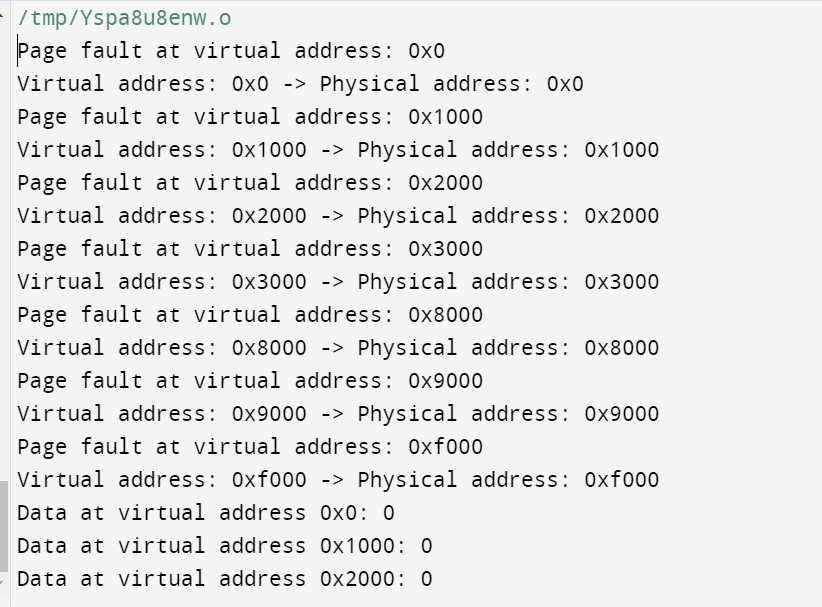 /tmp/Yspa8u8enw.o
Page fault at virtual address: 0x0
Virtual address: 0x0 -> Physical address: 0x0
Page fault at virtual address: 0x1000
Virtual address: 0x1000 -> Physical address: 0x1000
Page fault at virtual address: 0x2000
Virtual address: 0x2000 -> Physical address: 0x2000
Page fault at virtual address: 0x3000
Virtual address: 0x3000 -> Physical address: 0x3000
Page fault at virtual address: 0x8000
Virtual address: 0x8000 -> Physical address: 0x8000
Page fault at virtual address: 0x9000
Virtual address: 0x9000 -> Physical address: 0x9000
Page fault at virtual address: 0xf000
Virtual address: 0xf000 -> Physical address: 0xf000
Data at virtual address 0x0: 0
Data at virtual address 0x1000: 0
Data at virtual address 0x2000: 0